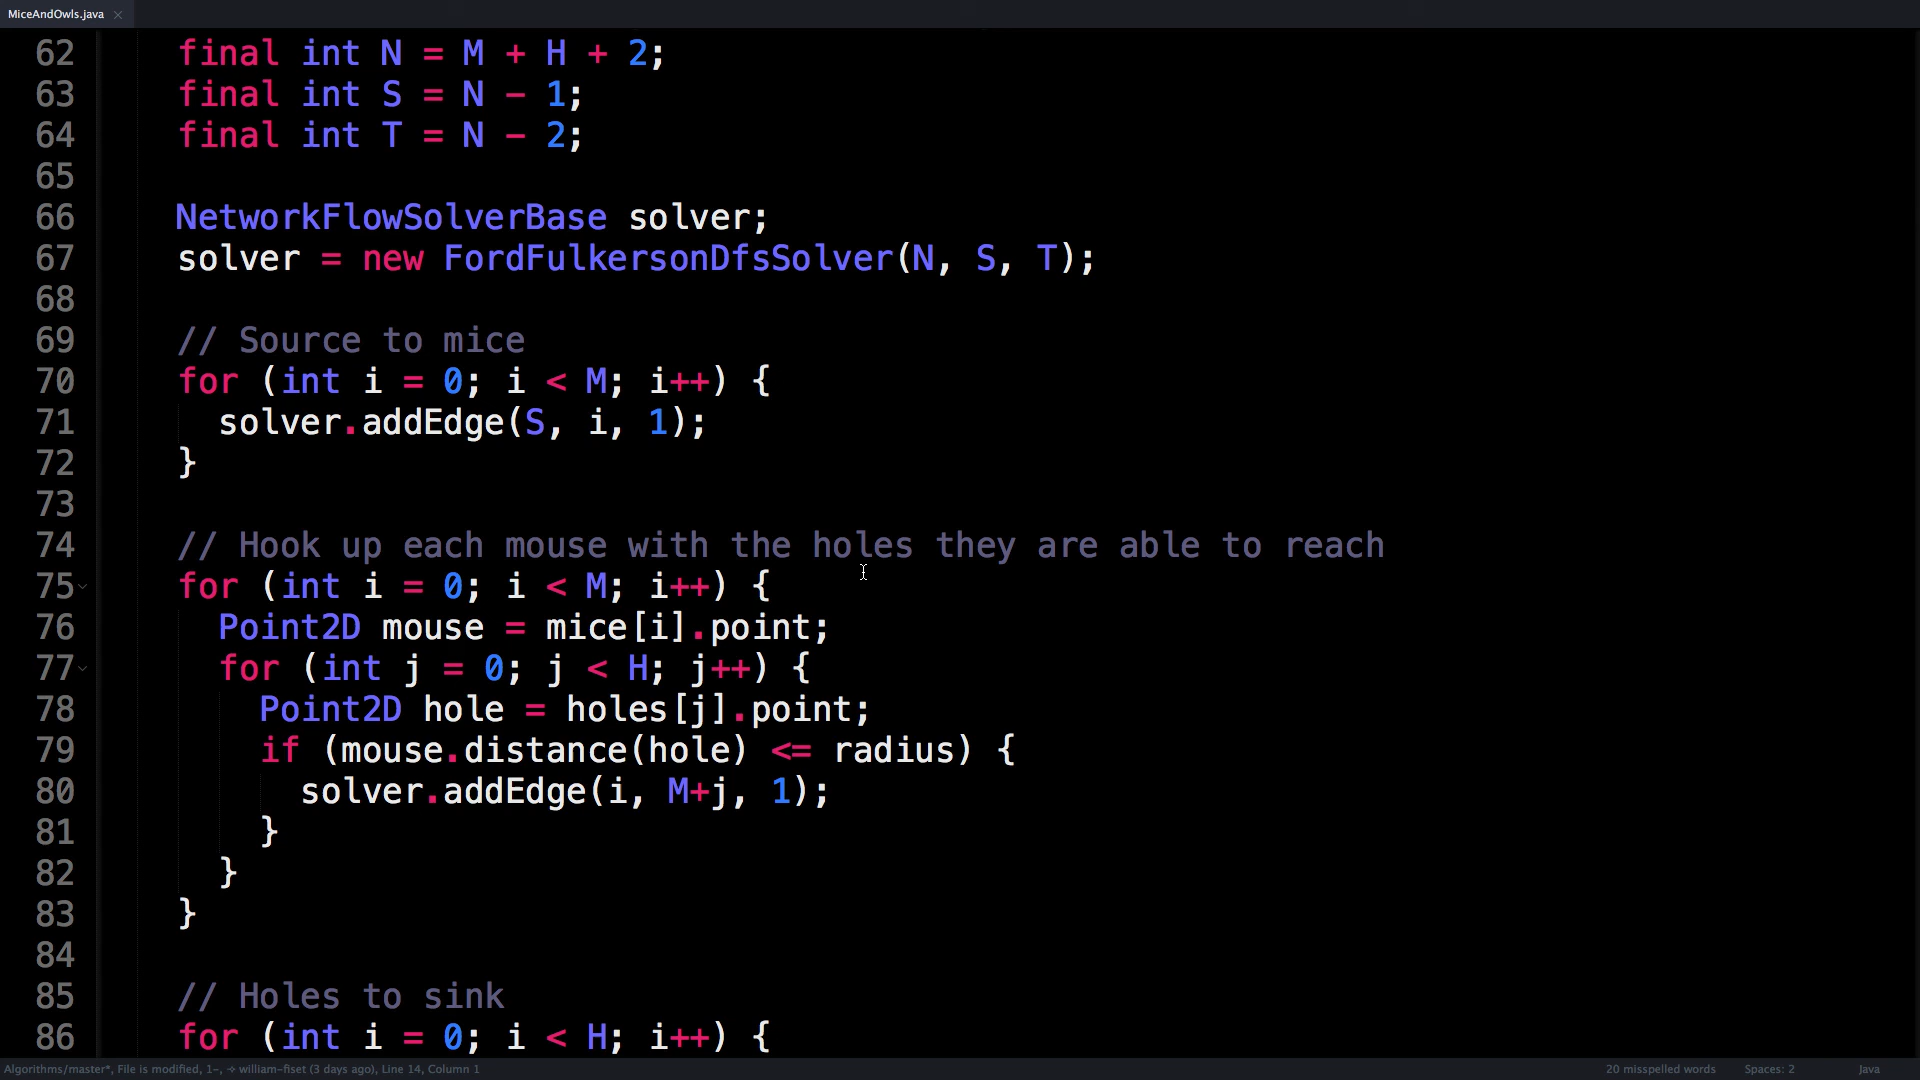 MiceAndOwls.java ×
62 final int N = M + H + 2;
63 final int S = N - 1;
64 final int T = N - 2;
65
66 NetworkFlowSolverBase solver;
67 solver = new FordFulkersonDfsSolver(N, S, T);
68
69 // Source to mice
70 for (int i = 0; i < M; i++) {
71 solver.addEdge(S, i, 1);
72 }
73
74 // Hook up each mouse with the holes they are able to reach
75 for (int i = 0; i < M; i++) {
76 Point2D mouse = mice[i].point;
77 for (int j = 0; j < H; j++) {
78 Point2D hole = holes[j].point;
79 if (mouse.distance(hole) <= radius) {
80 solver.addEdge(i, M+j, 1);
81 }
82 }
83 }
84
85 // Holes to sink
86 for (int i = 0; i < H; i++) {
Algorithms/master*, File is modified, 1-, ⟢ william-fiset (3 days ago), Line 14, Column 1 20 misspelled words Spaces: 2 Java